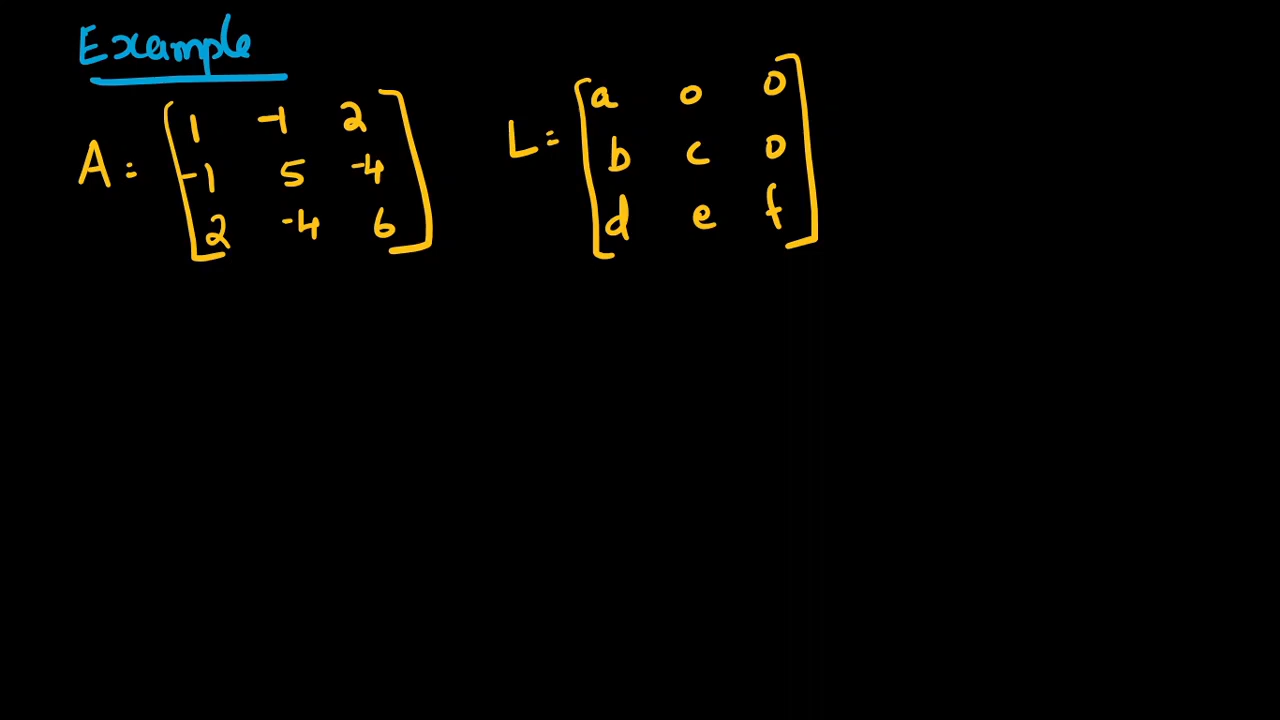 Example
A = [1 -1 2
-1 5 -4
2 -4 6]
L = [a 0 0
b c 0
d e f]